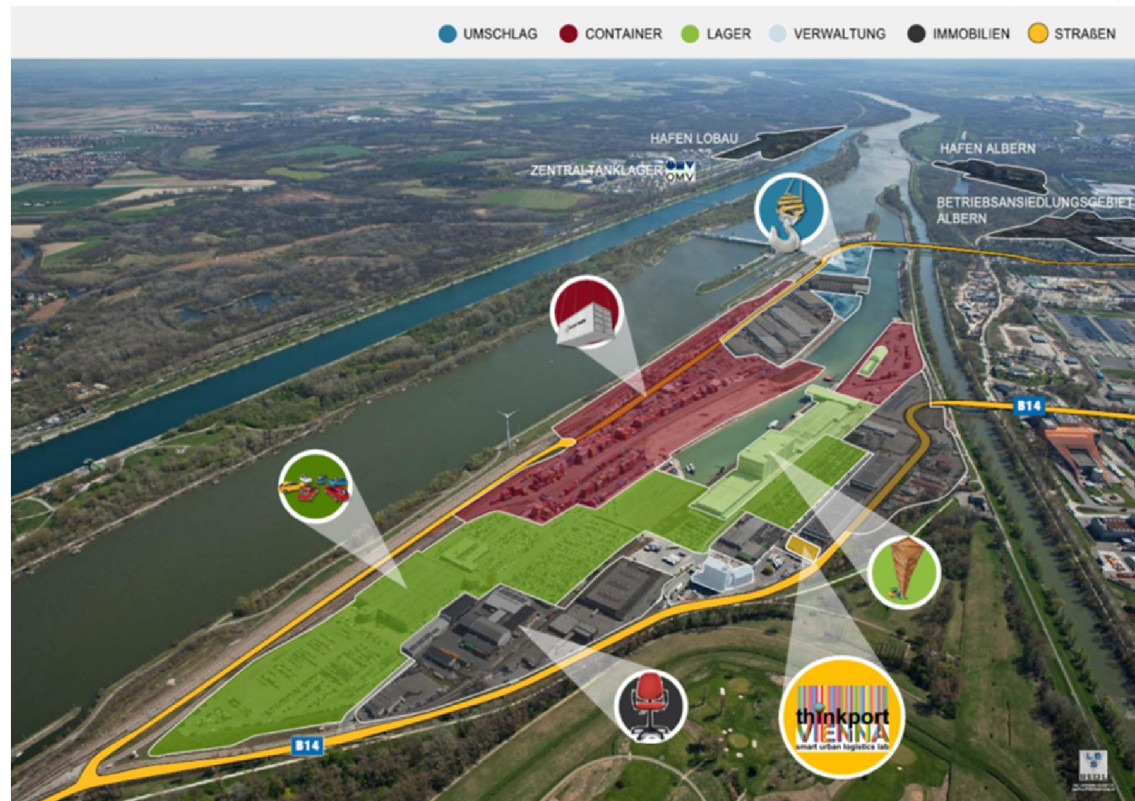 UMSCHLAG
CONTAINER
LAGER
VERWALTUNG
IMMOBILIEN
STRAßEN
HAFEN LOBAU
ZENTRALTANKLAGER
OMV
HAFEN ALBERN
BETRIEBSANSIEDLUNGSGEBIET
ALBERN
B14
B14
thinkport
VIENNA
smart urban logistics lab